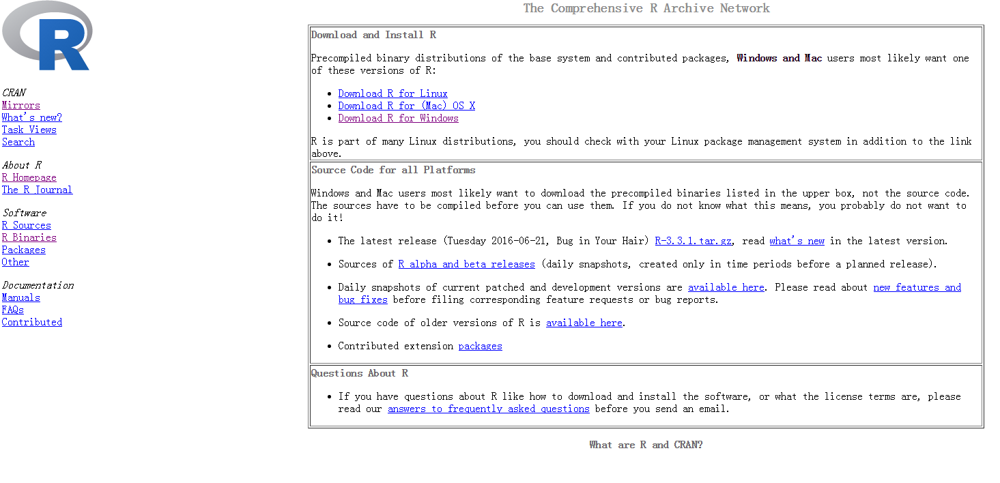 R
CRAN
Mirrors
What's new?
Task Views
Search
About R
R Homepage
The R Journal
Software
R Sources
R Binaries
Packages
Other
Documentation
Manuals
FAQs
Contributed
The Comprehensive R Archive Network
Download and Install R
Precompiled binary distributions of the base system and contributed packages, Windows and Mac users most likely want one
of these versions of R:
Download R for Linux
Download R for (Mac) OS X
Download R for Windows
R is part of many Linux distributions, you should check with your Linux package management system in addition to the link
above.
Source Code for all Platforms
Windows and Mac users most likely want to download the precompiled binaries listed in the upper box, not the source code.
The sources have to be compiled before you can use them. If you do not know what this means, you probably do not want to
do it!
The latest release (Tuesday 2016-06-21, Bug in Your Hair) R-3.3.1.tar.gz, read what's new in the latest version.
Sources of R alpha and beta releases (daily snapshots, created only in time periods before a planned release).
Daily snapshots of current patched and development versions are available here. Please read about new features and
bug fixes before filing corresponding feature requests or bug reports.
Source code of older versions of R is available here.
Contributed extension packages
Questions About R
If you have questions about R like how to download and install the software, or what the license terms are, please
read our answers to frequently asked questions before you send an email.
What are R and CRAN?